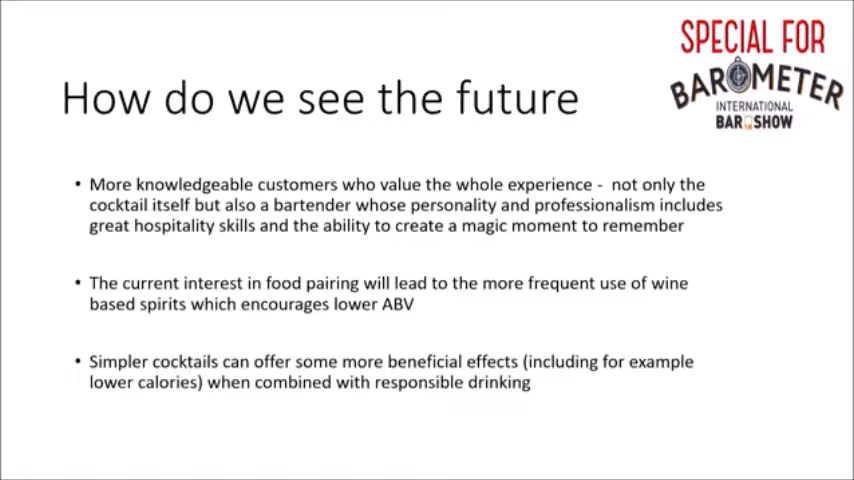 SPECIAL FOR
BAROMETER
INTERNATIONAL
BAR SHOW
How do we see the future
• More knowledgeable customers who value the whole experience - not only the
cocktail itself but also a bartender whose personality and professionalism includes
great hospitality skills and the ability to create a magic moment to remember
• The current interest in food pairing will lead to the more frequent use of wine
based spirits which encourages lower ABV
• Simpler cocktails can offer some more beneficial effects (including for example
lower calories) when combined with responsible drinking